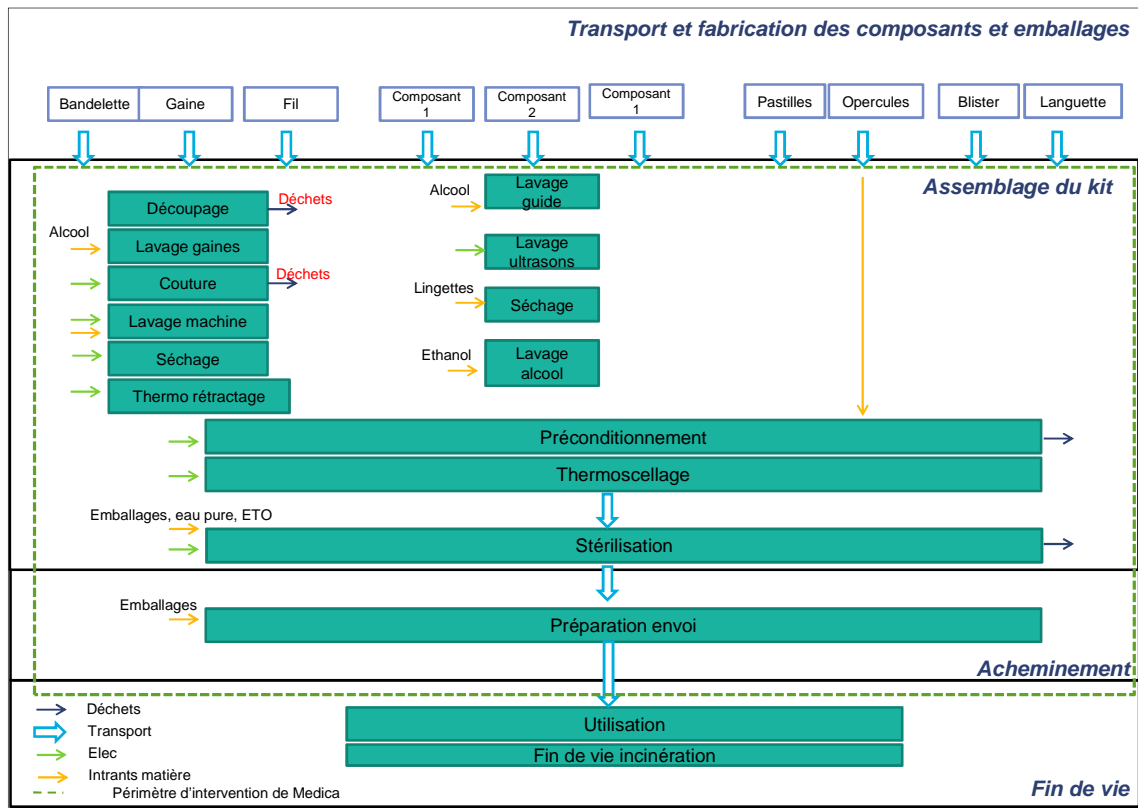 Transport et fabrication des composants et emballages
Bandelette
Gaine
Fil
Composant
1
Composant
2
Composant
1
Pastilles
Opercules
Blister
Languette
Assemblage du kit
Découpage
Déchets
Alcool
Lavage gaines
Couture
Déchets
Lavage machine
Séchage
Thermo rétractage
Alcool
Lavage
guide
Lavage
ultrasons
Lingettes
Séchage
Ethanol
Lavage
alcool
Préconditionnement
Thermoscellage
Emballages, eau pure, ETO
Stérilisation
Emballages
Préparation envoi
Acheminement
Déchets
Transport
Elec
Intrants matière
Périmètre d'intervention de Medica
Utilisation
Fin de vie incinération
Fin de vie